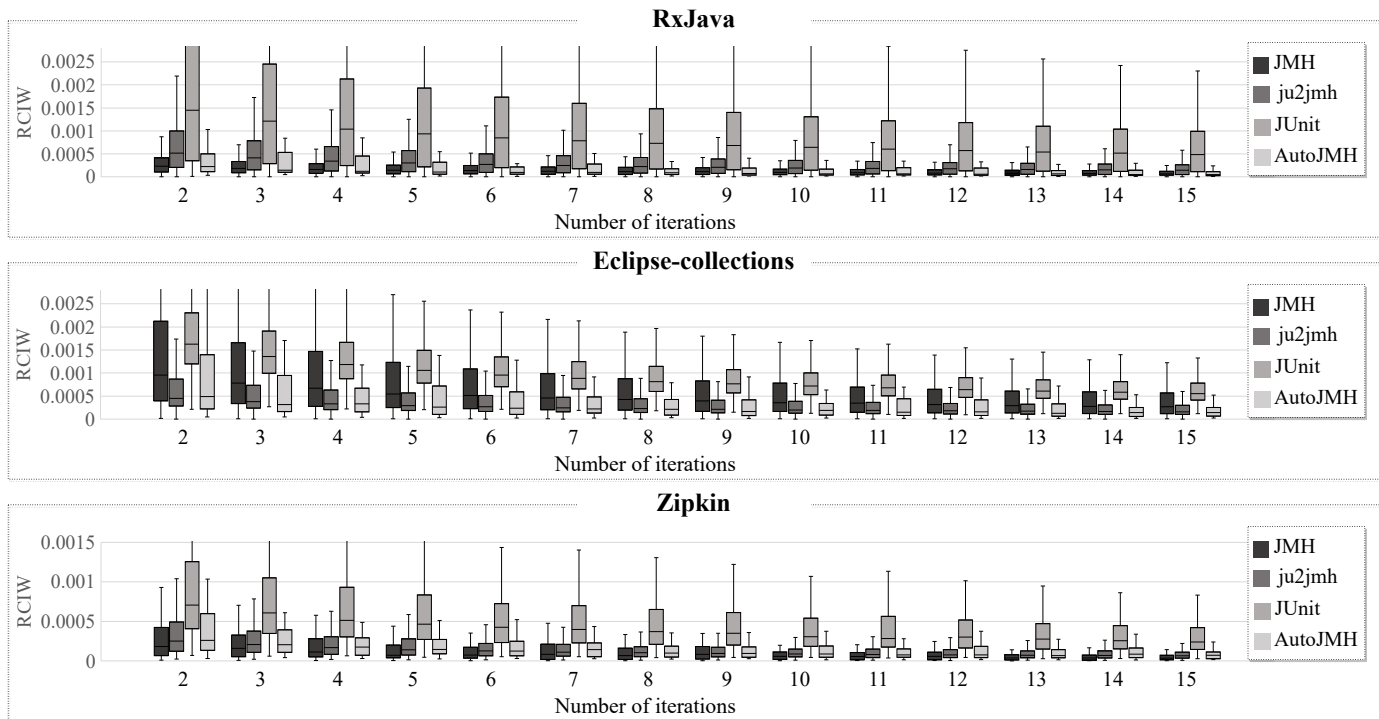 RxJava
RCIW
0.0025
0.002
0.0015
0.001
0.0005
0
2 3 4 5 6 7 8 9 10 11 12 13 14 15
Number of iterations
JMH
ju2jmh
JUnit
AutoJMH
Eclipse-collections
RCIW
0.0025
0.002
0.0015
0.001
0.0005
0
2 3 4 5 6 7 8 9 10 11 12 13 14 15
Number of iterations
JMH
ju2jmh
JUnit
AutoJMH
Zipkin
RCIW
0.0015
0.001
0.0005
0
2 3 4 5 6 7 8 9 10 11 12 13 14 15
Number of iterations
JMH
ju2jmh
JUnit
AutoJMH